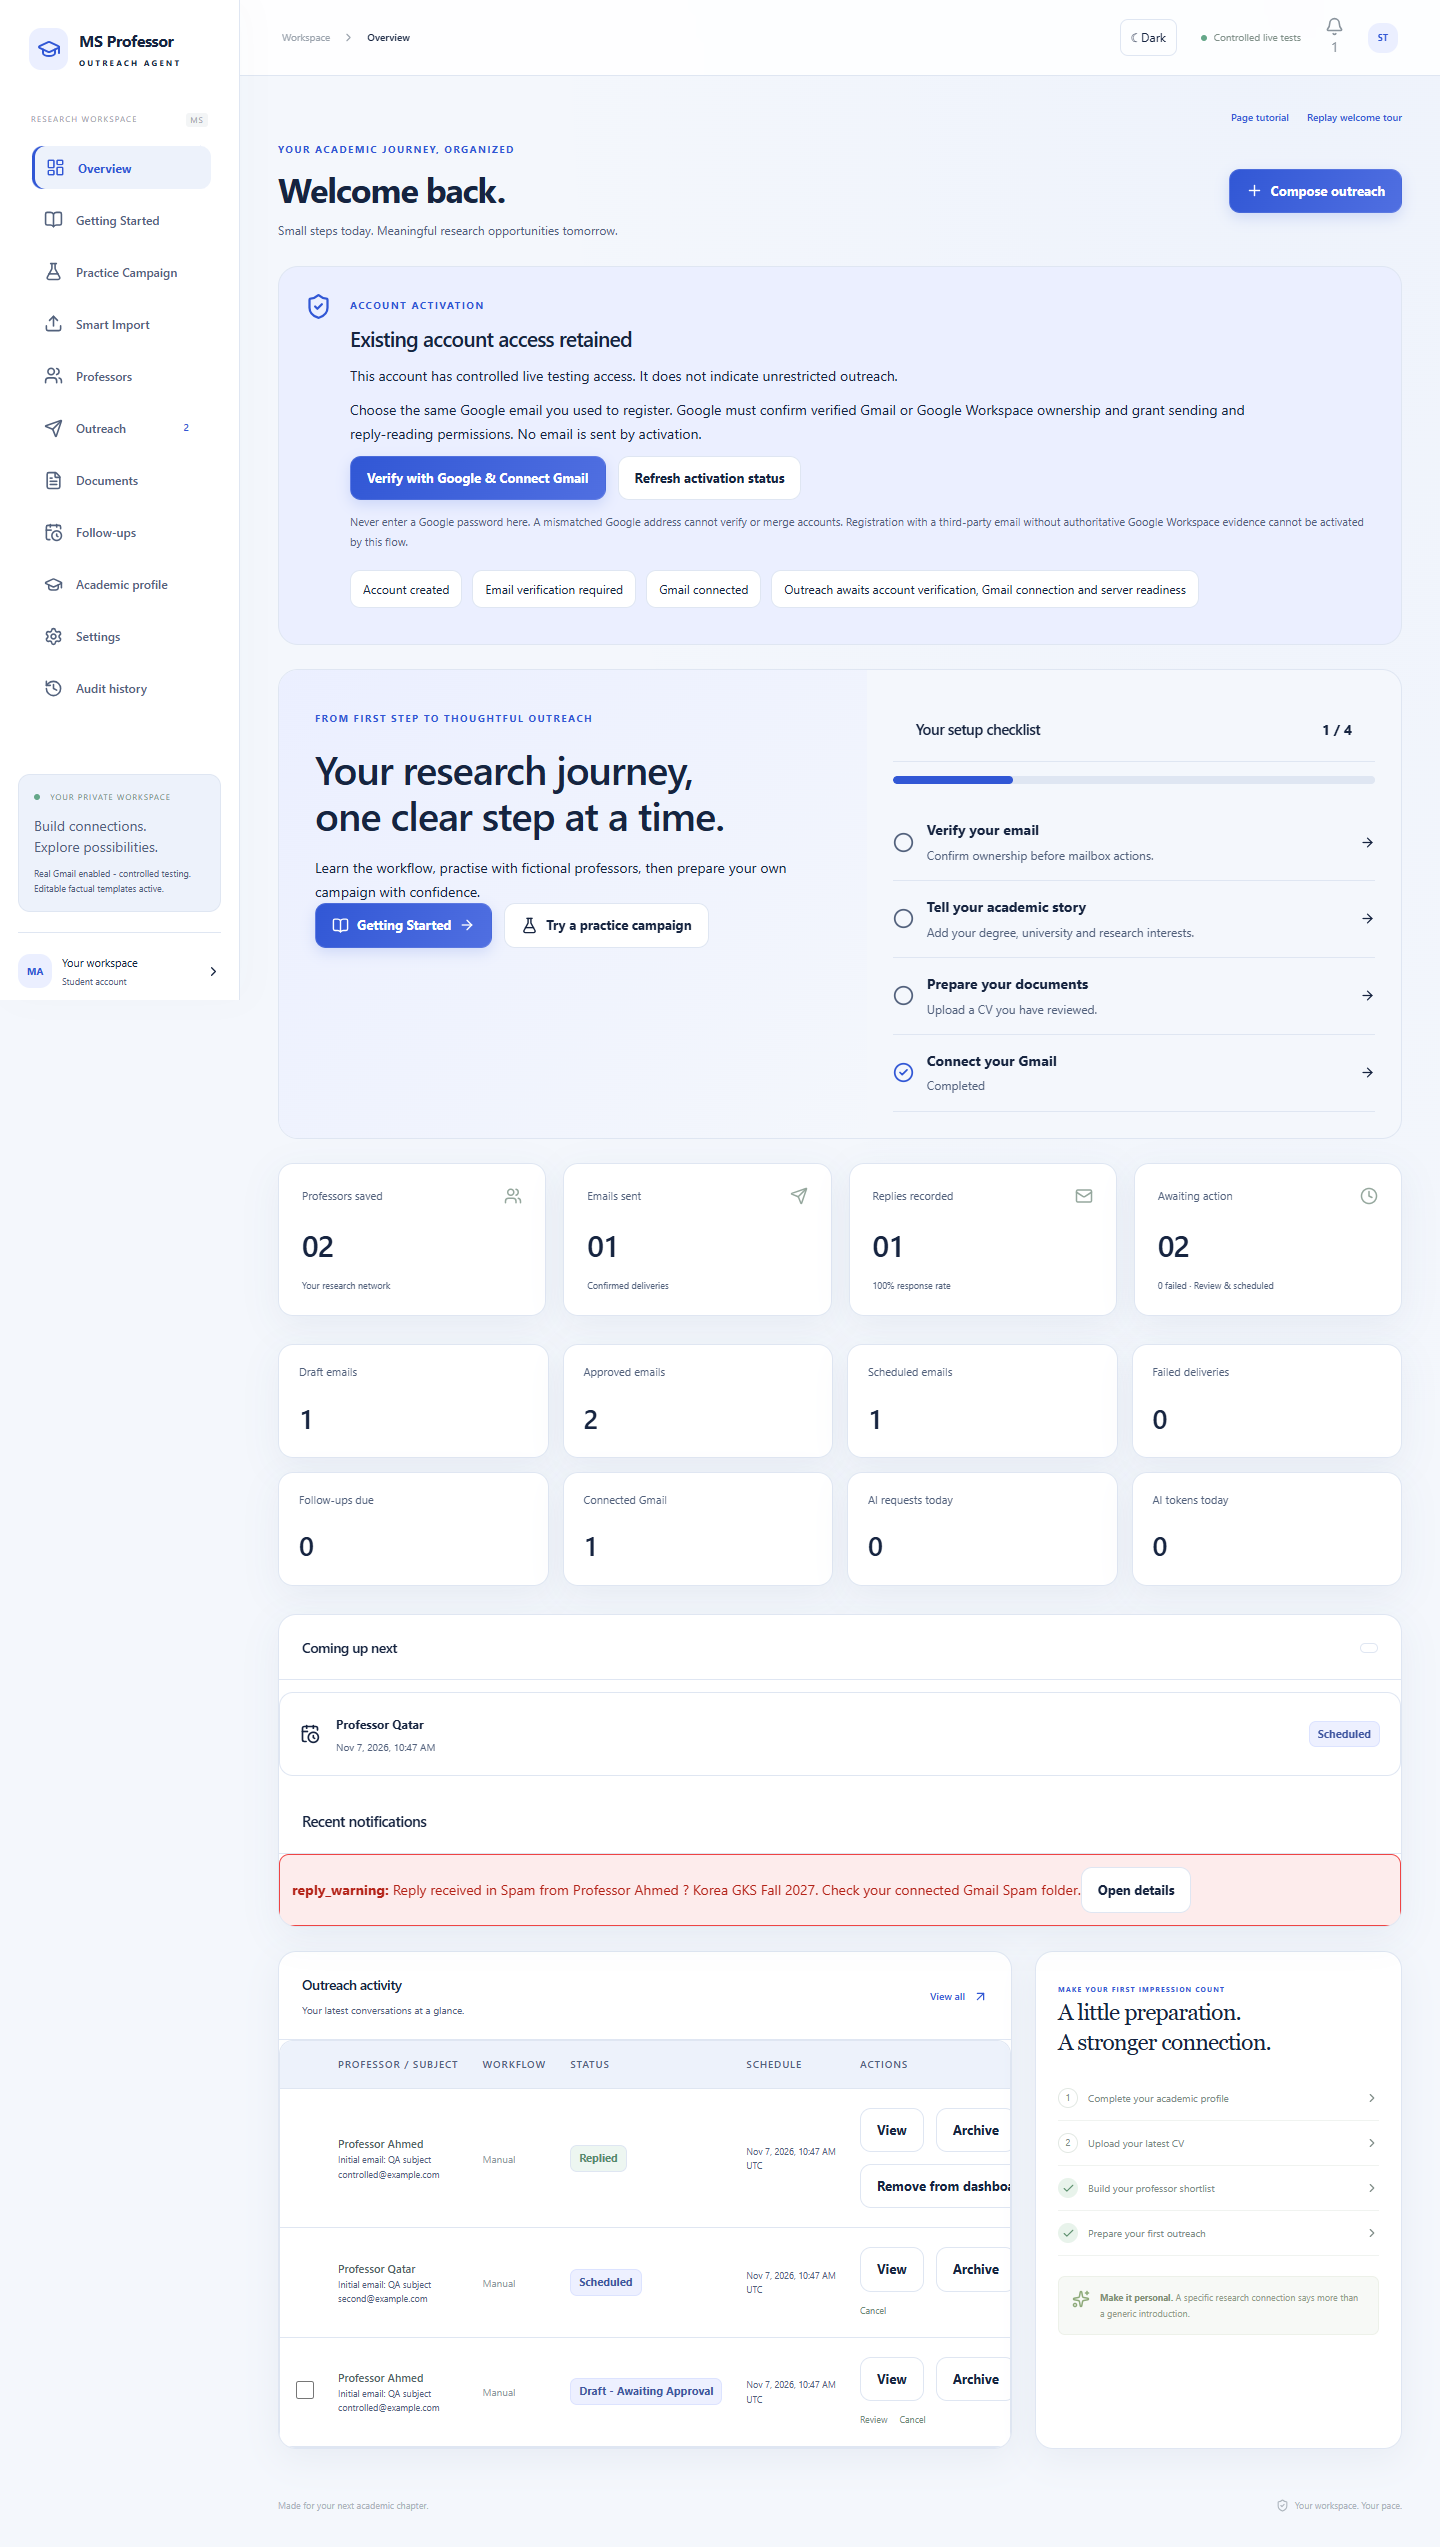 MS Professor
OUTREACH AGENT
RESEARCH WORKSPACE MS
Overview
Getting Started
Practice Campaign
Smart Import
Professors
Outreach 2
Documents
Follow-ups
Academic profile
Settings
Audit history
YOUR PRIVATE WORKSPACE
Build connections.
Explore possibilities.
Real Gmail enabled - controlled testing.
Editable factual templates active.
MA Your workspace
Student account
Workspace > Overview
☾ Dark
Controlled live tests
1
ST
Page tutorial Replay welcome tour
YOUR ACADEMIC JOURNEY, ORGANIZED
Welcome back.
Small steps today. Meaningful research opportunities tomorrow.
+ Compose outreach
ACCOUNT ACTIVATION
Existing account access retained
This account has controlled live testing access. It does not indicate unrestricted outreach.
Choose the same Google email you used to register. Google must confirm verified Gmail or Google Workspace ownership and grant sending and
reply-reading permissions. No email is sent by activation.
Verify with Google & Connect Gmail Refresh activation status
Never enter a Google password here. A mismatched Google address cannot verify or merge accounts. Registration with a third-party email without authoritative Google Workspace evidence cannot be activated
by this flow.
Account created Email verification required Gmail connected Outreach awaits account verification, Gmail connection and server readiness
FROM FIRST STEP TO THOUGHTFUL OUTREACH
Your research journey,
one clear step at a time.
Learn the workflow, practise with fictional professors, then prepare your own
campaign with confidence.
Getting Started → Try a practice campaign
Your setup checklist 1 / 4
Verify your email
Confirm ownership before mailbox actions.
Tell your academic story
Add your degree, university and research interests.
Prepare your documents
Upload a CV you have reviewed.
Connect your Gmail
Completed
Professors saved
02
Your research network
Emails sent
01
Confirmed deliveries
Replies recorded
01
100% response rate
Awaiting action
02
0 failed · Review & scheduled
Draft emails
1
Approved emails
2
Scheduled emails
1
Failed deliveries
0
Follow-ups due
0
Connected Gmail
1
AI requests today
0
AI tokens today
0
Coming up next
Professor Qatar
Nov 7, 2026, 10:47 AM
Scheduled
Recent notifications
reply_warning: Reply received in Spam from Professor Ahmed ? Korea GKS Fall 2027. Check your connected Gmail Spam folder. Open details
Outreach activity
Your latest conversations at a glance.
View all
PROFESSOR / SUBJECT WORKFLOW STATUS SCHEDULE ACTIONS
Professor Ahmed
Initial email: QA subject
controlled@example.com
Manual
Replied
Nov 7, 2026, 10:47 AM
UTC
View Archive
Remove from dashboa
Professor Qatar
Initial email: QA subject
second@example.com
Manual
Scheduled
Nov 7, 2026, 10:47 AM
UTC
View Archive
Cancel
Professor Ahmed
Initial email: QA subject
controlled@example.com
Manual
Draft - Awaiting Approval
Nov 7, 2026, 10:47 AM
UTC
View Archive
Review Cancel
MAKE YOUR FIRST IMPRESSION COUNT
A little preparation.
A stronger connection.
1 Complete your academic profile
2 Upload your latest CV
Build your professor shortlist
Prepare your first outreach
Make it personal. A specific research connection says more than
a generic introduction.
Made for your next academic chapter.
Your workspace. Your pace.